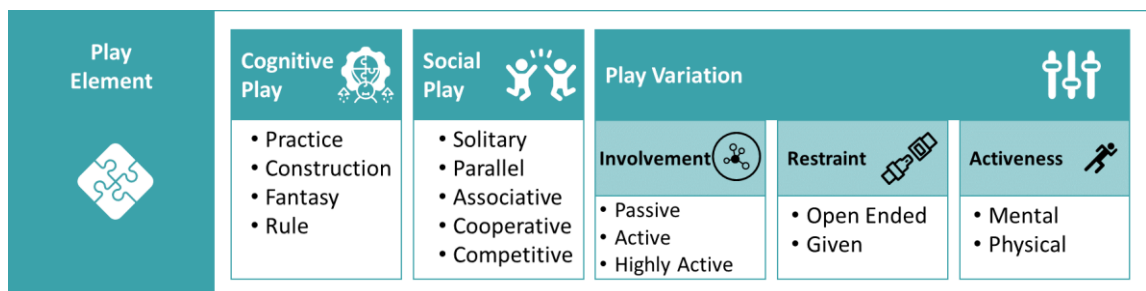 Play
Element
Cognitive
Play
• Practice
• Construction
• Fantasy
• Rule
Social
Play
• Solitary
• Parallel
• Associative
• Cooperative
• Competitive
Play Variation
Involvement
• Passive
• Active
• Highly Active
Restraint
• Open Ended
• Given
Activeness
• Mental
• Physical